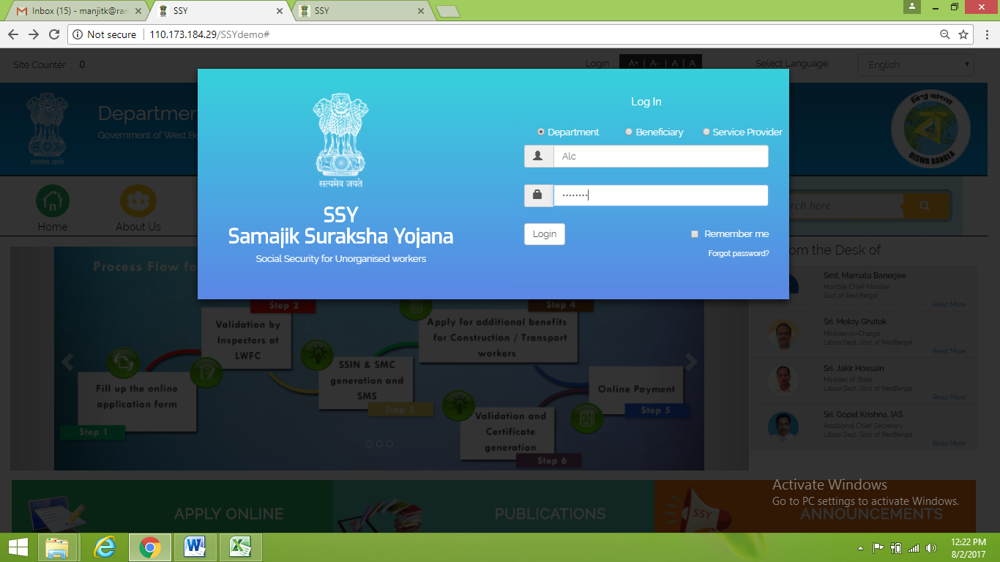 Inbox (15) - manjitk@ran
SSY
SSY
Not secure
110.173.184.29/SSYdemo#
Site Counter : 0
Login
A+ | A- | A | A
Select Language
English
सत्यमेव जयते
Departmen
Government of West Be
বিশ্ব বাংলা
ব
BISWA BANGLA
Log In
Department
Beneficiary
Service Provider
Alc
••••••••
Login
Remember me
Forgot password?
सत्यमेव जयते
SSY
Samajik Suraksha Yojana
Social Security for Unorganised workers
Home
About Us
rch here
om the Desk of
Smt. Mamata Banerjee
Hon'ble Chief Minister
Govt. of West Bengal
Read More
Sri. Moloy Ghatak
Minister-in-Charge
Labour Dept., Govt. of WestBengal
Read More
Sri. Jakir Hossain
Minister of State
Labour Dept., Govt. of WestBengal
Read More
Sri. Gopal Krishna, IAS
Additional Chief Secretary
Labour Dept., Govt. of WestBengal
Read More
Process Flow fo
Step 1
Fill up the online
application form
Step 2
Validation by
Inspectors at
LWFC
SSIN & SMC
generation and
SMS
Step 3
Step 4
Apply for additional benefits
for Construction / Transport
workers
Online Payment
Step 5
Validation and
Certificate
generation
Step 6
APPLY ONLINE
PUBLICATIONS
SSY
ANNOUNCEMENTS
Activate Windows
Go to PC settings to activate Windows.
12:22 PM
8/2/2017